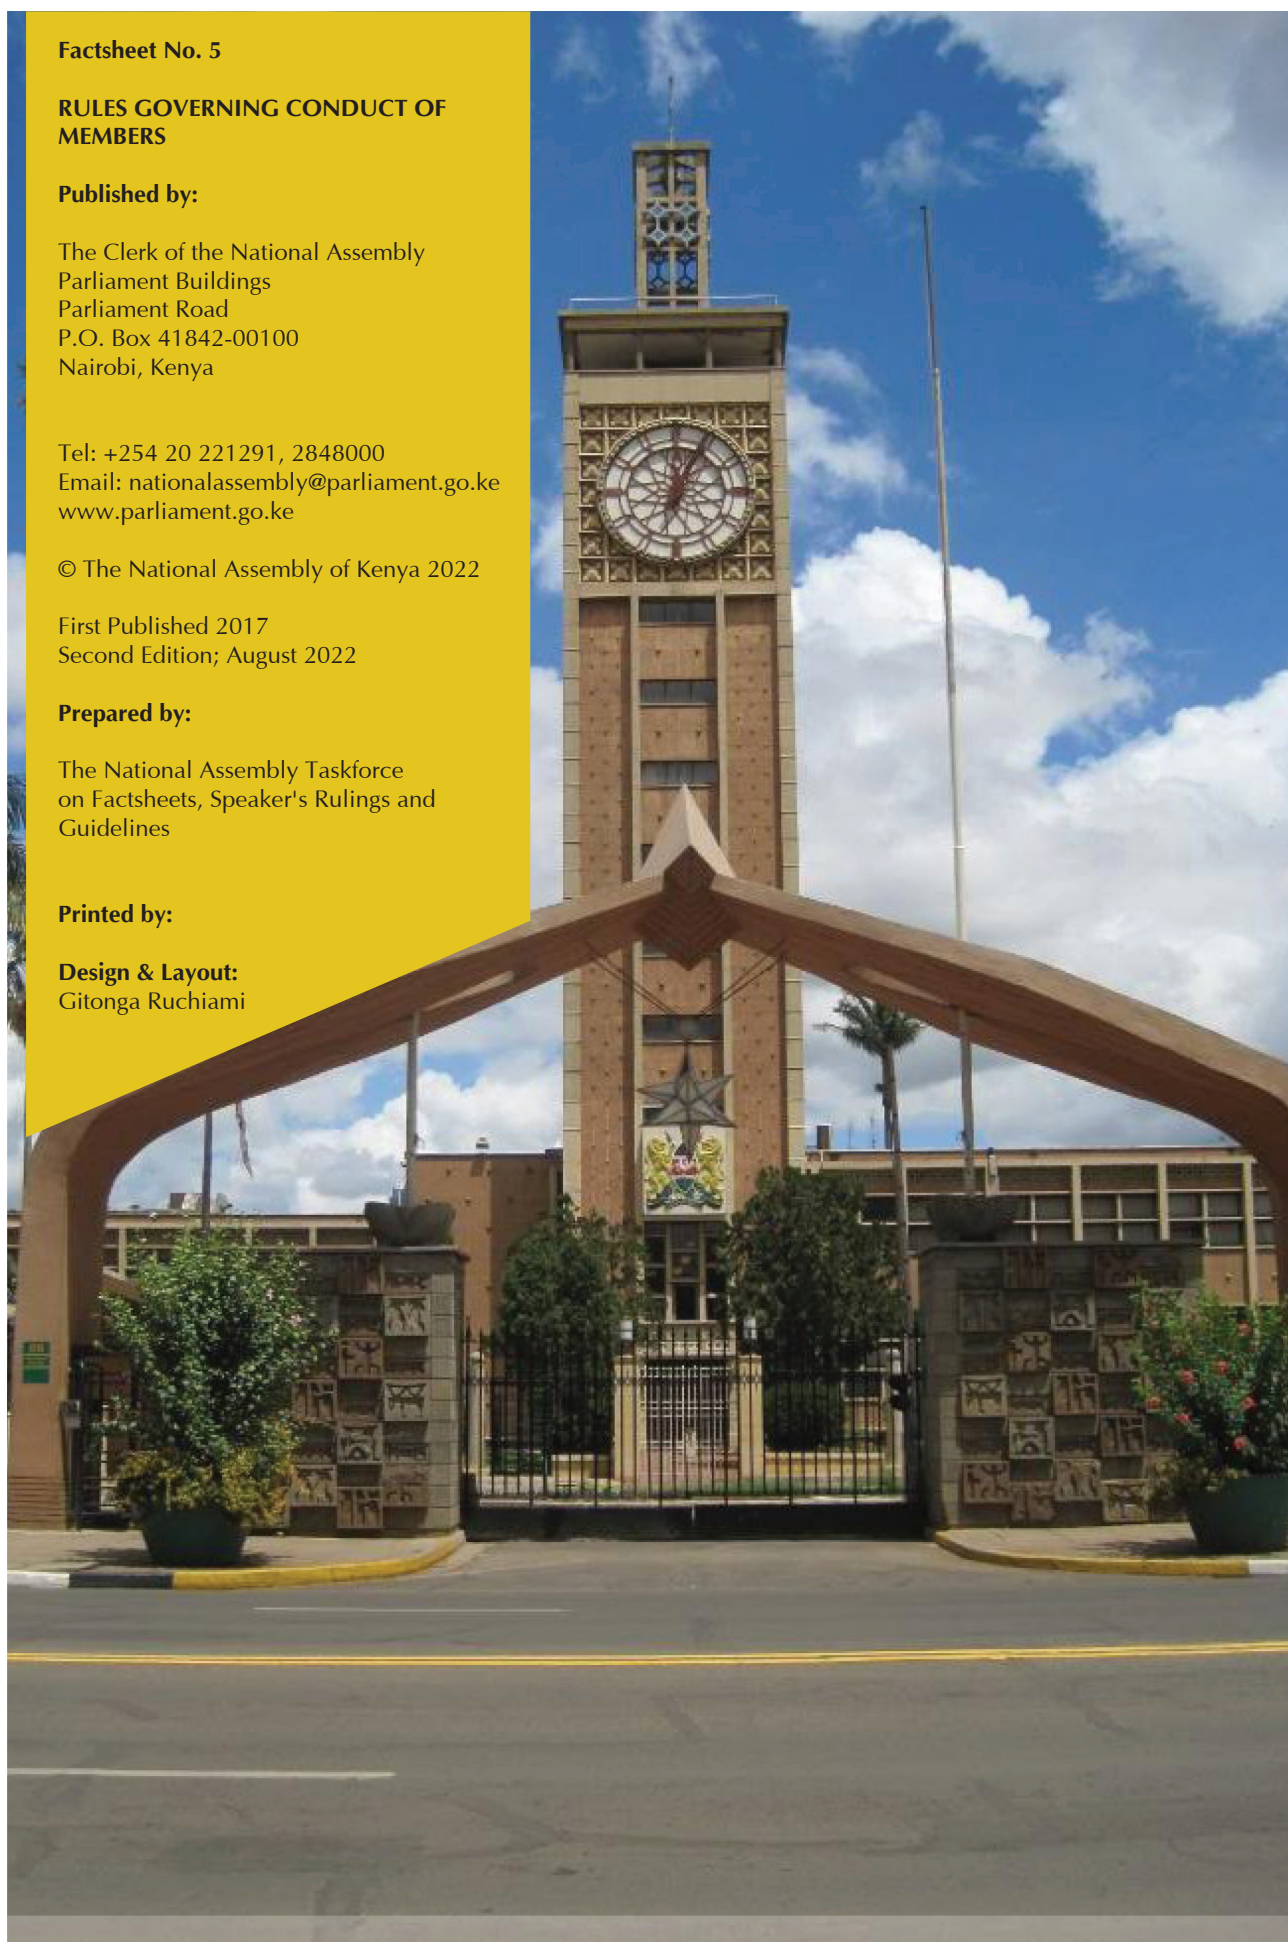 Factsheet No. 5
RULES GOVERNING CONDUCT OF
MEMBERS
Published by:
The Clerk of the National Assembly
Parliament Buildings
Parliament Road
P.O. Box 41842-00100
Nairobi, Kenya
Tel: +254 20 221291, 2848000
Email: nationalassembly@parliament.go.ke
www.parliament.go.ke
© The National Assembly of Kenya 2022
First Published 2017
Second Edition; August 2022
Prepared by:
The National Assembly Taskforce
on Factsheets, Speaker's Rulings and
Guidelines
Printed by:
Design & Layout:
Gitonga Ruchiami